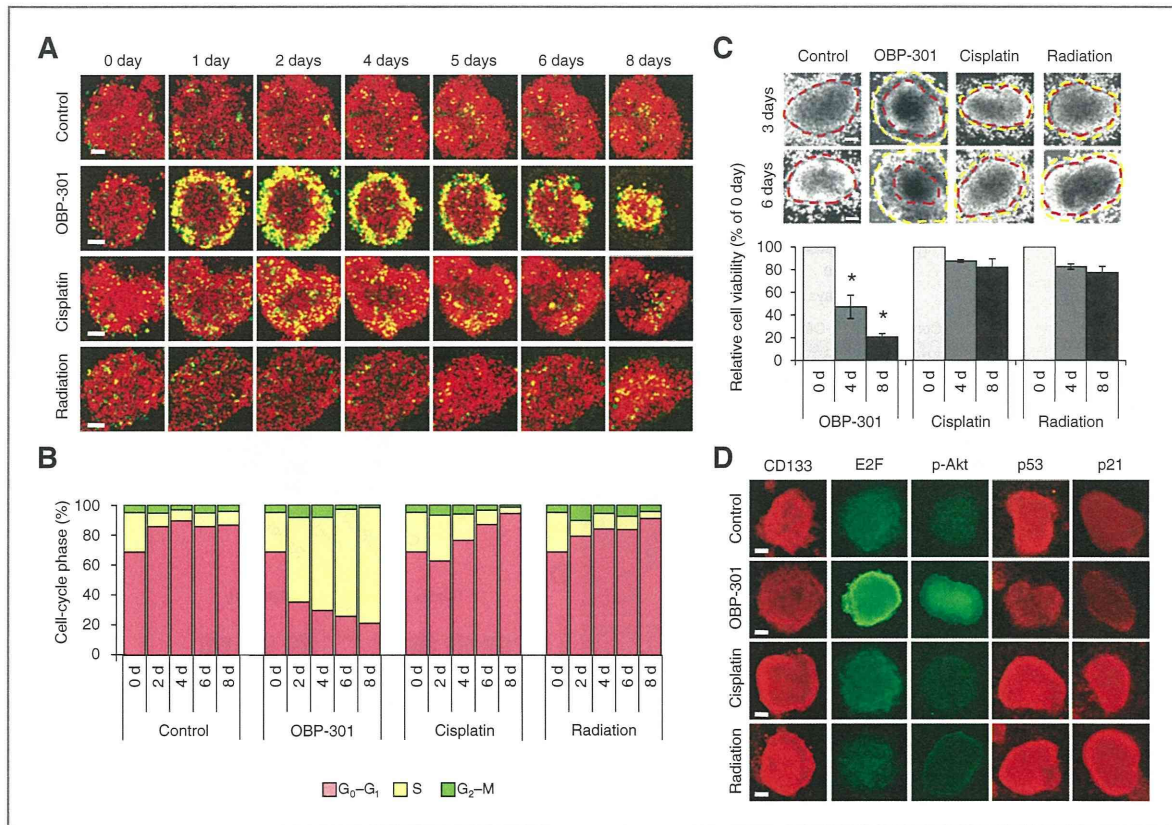 A
0 day 1 day 2 days 4 days 5 days 6 days 8 days
Control
OBP-301
Cisplatin
Radiation
B
Cell-cycle phase (%)
100
80
60
40
20
0
0 d 2 d 4 d 6 d 8 d 0 d 2 d 4 d 6 d 8 d 0 d 2 d 4 d 6 d 8 d 0 d 2 d 4 d 6 d 8 d
Control OBP-301 Cisplatin Radiation
G₀–G₁ S G₂–M
C
Control OBP-301 Cisplatin Radiation
3 days
6 days
Relative cell viability (% of 0 day)
100
80
60
40
20
0
* *
0 d 4 d 8 d 0 d 4 d 8 d 0 d 4 d 8 d
OBP-301 Cisplatin Radiation
D
CD133 E2F p-Akt p53 p21
Control
OBP-301
Cisplatin
Radiation